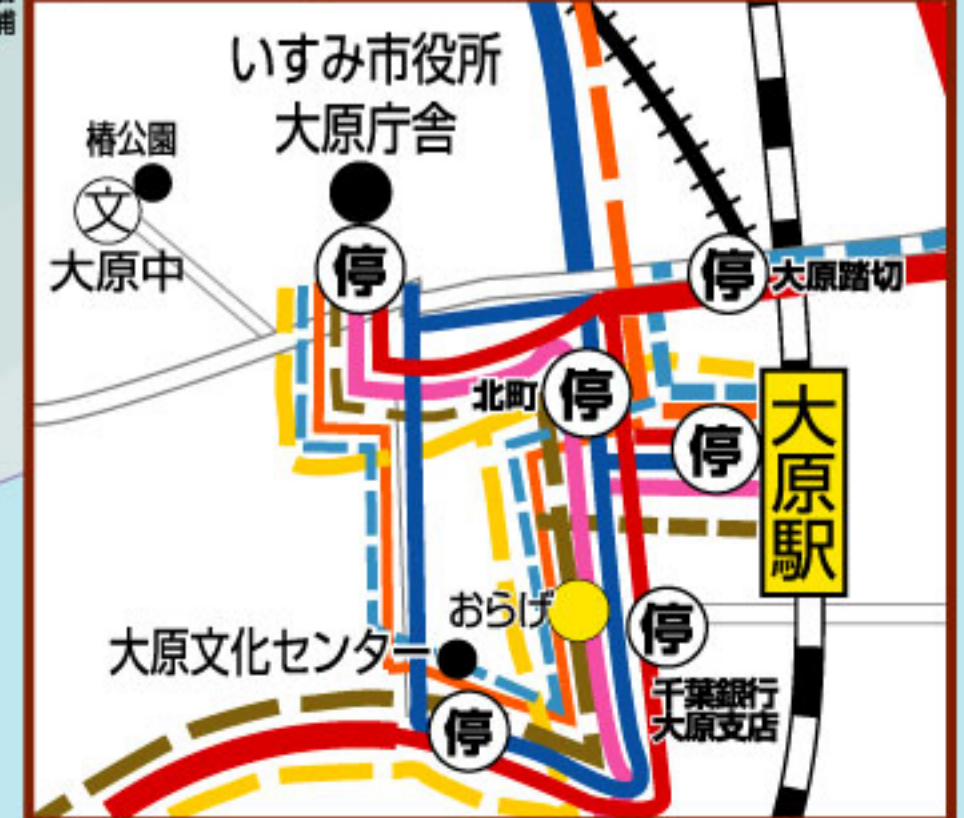 浦
いすみ市役所
大原庁舎
椿公園
文
大原中
停
停
大原踏切
北町
停
停
大原駅
おらげ
停
大原文化センター
千葉銀行
大原支店
停